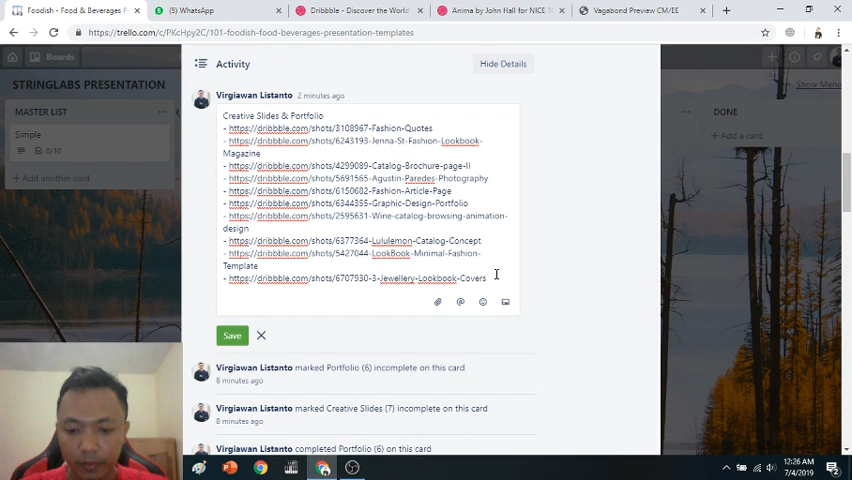 Foodish - Food & Beverages P
(5) WhatsApp
Dribbble - Discover the World'
Anima by John Hall for NICE 1
Vagabond Preview CM/EE
https://trello.com/c/PKcHpy2C/101-foodish-food-beverages-presentation-templates
Boards
STRINGLABS PRESENTATION
Show Menu
MASTER LIST
Simple
0/10
Add another card
DONE
Add a card
Activity
Hide Details
Virgiawan Listanto 2 minutes ago
Creative Slides & Portfolio
- https://dribbble.com/shots/3108967-Fashion-Quotes
- https://dribbble.com/shots/6243193-Jenna-St-Fashion-Lookbook-
Magazine
- https://dribbble.com/shots/4299089-Catalog-Brochure-page-II
- https://dribbble.com/shots/5691565-Agustin-Paredes-Photography
- https://dribbble.com/shots/6150682-Fashion-Article-Page
- https://dribbble.com/shots/6344355-Graphic-Design-Portfolio
- https://dribbble.com/shots/2595631-Wine-catalog-browsing-animation-
design
- https://dribbble.com/shots/6377364-Lululemon-Catalog-Concept
- https://dribbble.com/shots/5427044-LookBook-Minimal-Fashion-
Template
- https://dribbble.com/shots/6707930-3-Jewellery-Lookbook-Covers
Save
Virgiawan Listanto marked Portfolio (6) incomplete on this card
8 minutes ago
Virgiawan Listanto marked Creative Slides (7) incomplete on this card
8 minutes ago
Virgiawan Listanto completed Portfolio (6) on this card
12:26 AM
7/4/2019